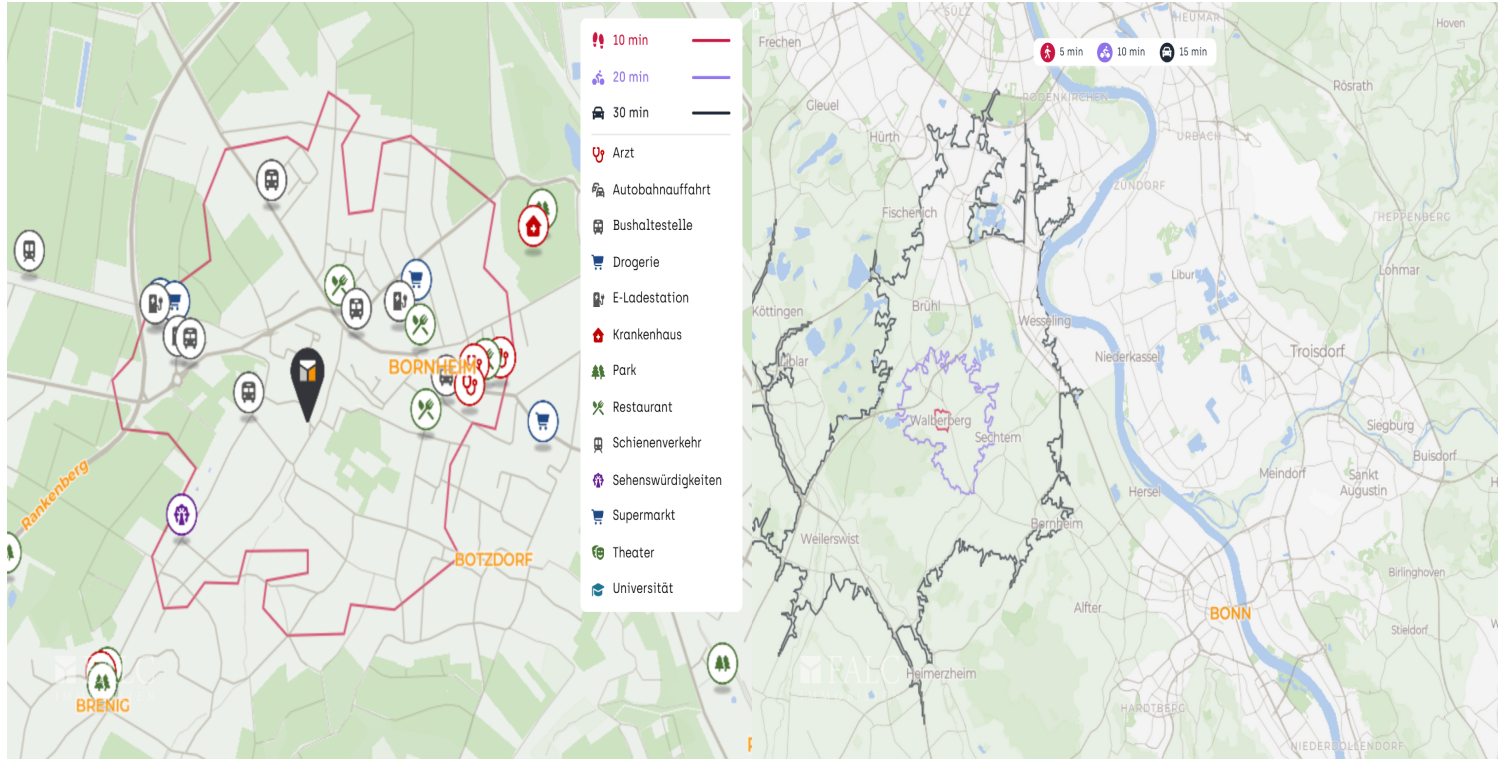 10 min
20 min
30 min
Arzt
Autobahnauffahrt
Bushaltestelle
Drogerie
E-Ladestation
Krankenhaus
Park
Restaurant
Schienenverkehr
Sehenswürdigkeiten
Supermarkt
Theater
Universität
BORNHEIM
Rankenberg
BOTZDORF
BRENIG
5 min
10 min
15 min
SÜLZ
HEUMAR
Hoven
Frechen
Rösrath
RODENKIRCHEN
Gleuel
Hürth
URBACH
ZÜNDORF
Fischenich
HEPPENBERG
Lohmar
Libur
Brühl
Köttingen
Wesseling
Troisdorf
Niederkassel
Liblar
Walberberg
Sechtem
Siegburg
Buisdorf
Meindorf
Sankt
Augustin
Hersel
Bornheim
Weilerswist
Birlinghoven
Alfter
BONN
Stieldorf
FALC
Heimerzheim
HARDTBERG
NIEDERDOLLENDORF